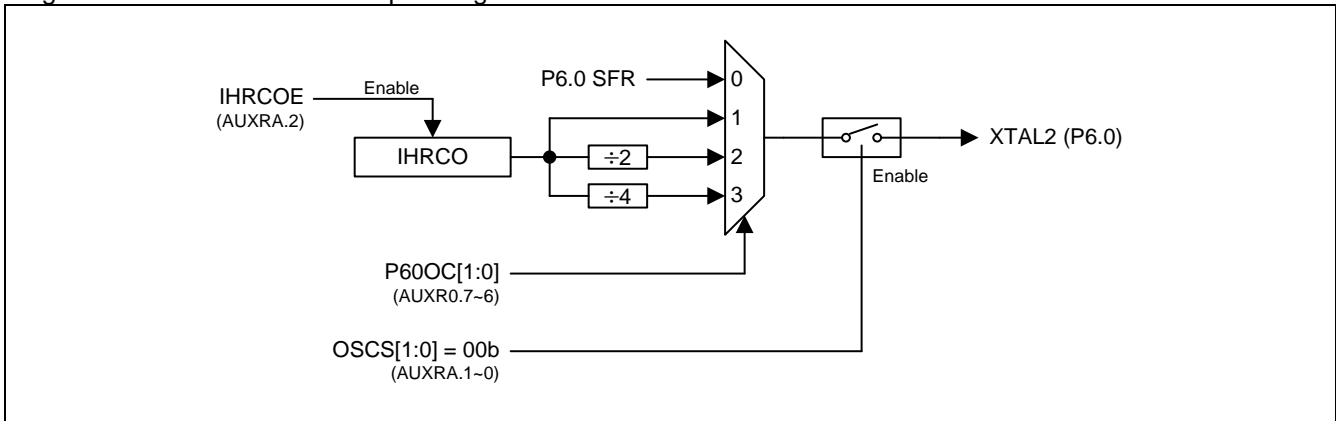 P6.0 SFR
0
IHRCOE
Enable
(AUXRA.2)
1
IHRCO
÷2
2
XTAL2 (P6.0)
Enable
÷4
3
P60OC[1:0]
(AUXR0.7~6)
OSCS[1:0] = 00b
(AUXRA.1~0)